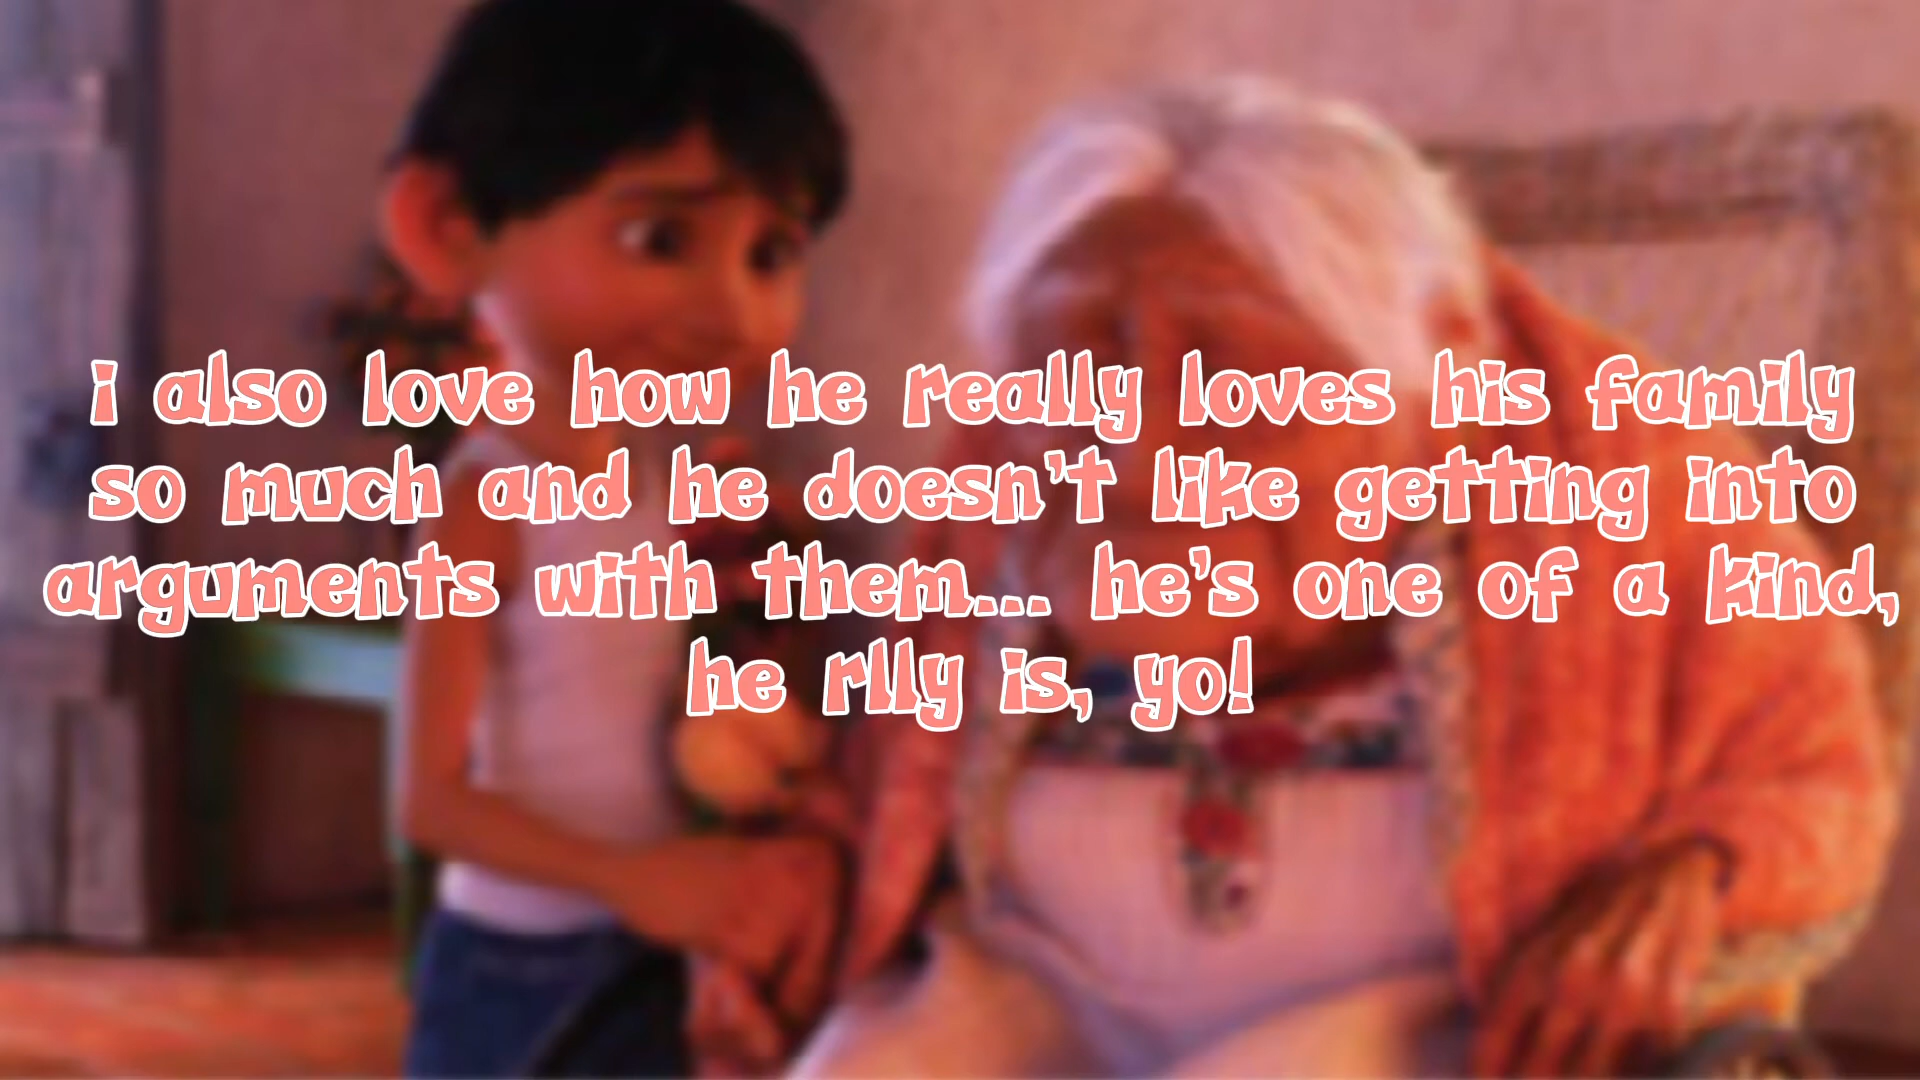 i also love how he really loves his family
so much and he doesn't like getting into
arguments with them... he's one of a kind,
he rlly is, yo!